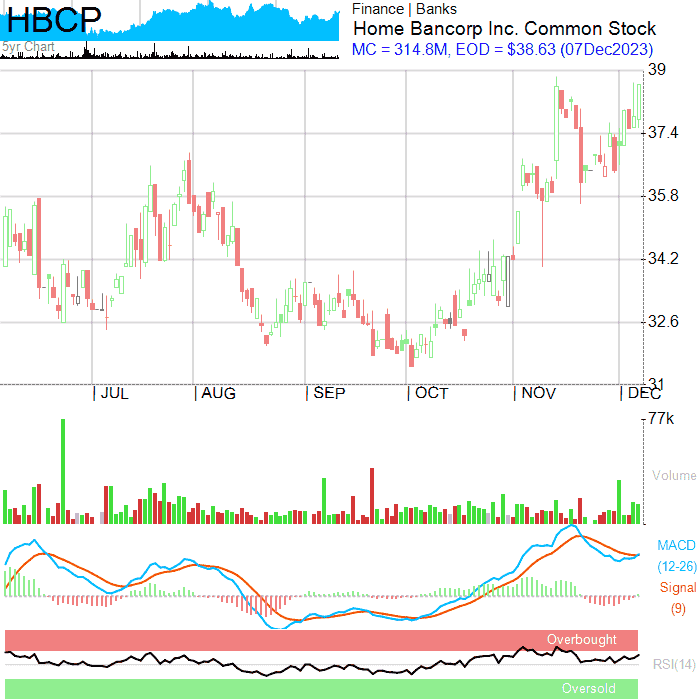 HBCP
5yr Chart
Finance | Banks
Home Bancorp Inc. Common Stock
MC = 314.8M, EOD = $38.63 (07Dec2023)
39
37.4
35.8
34.2
32.6
31
| JUL | AUG | SEP | OCT | NOV | DEC
77k
Volume
MACD
(12-26)
Signal
(9)
Overbought
RSI(14)
Oversold